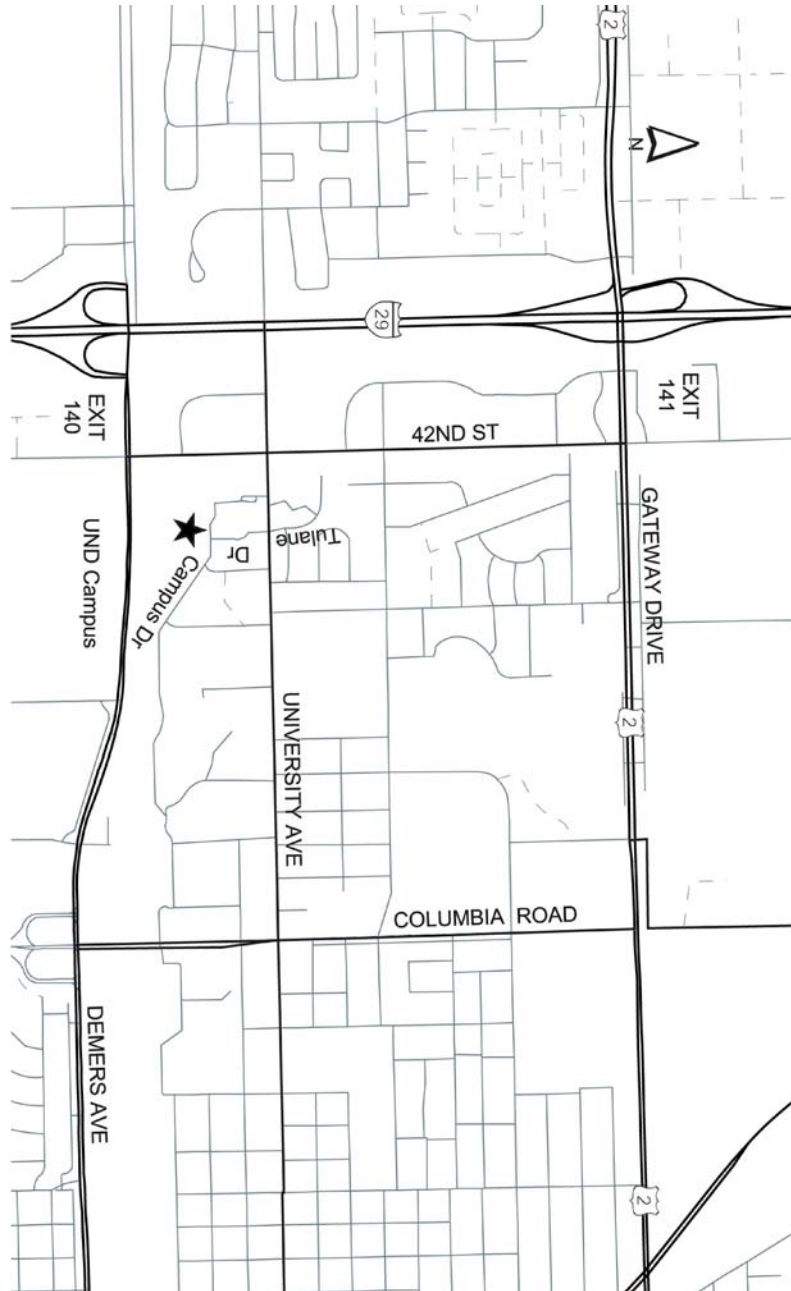 2
N
29
EXIT
141
EXIT
140
42ND ST
GATEWAY DRIVE
UND Campus
Tulane
Dr
Campus Dr
2
UNIVERSITY AVE
COLUMBIA ROAD
DEMERS AVE
2